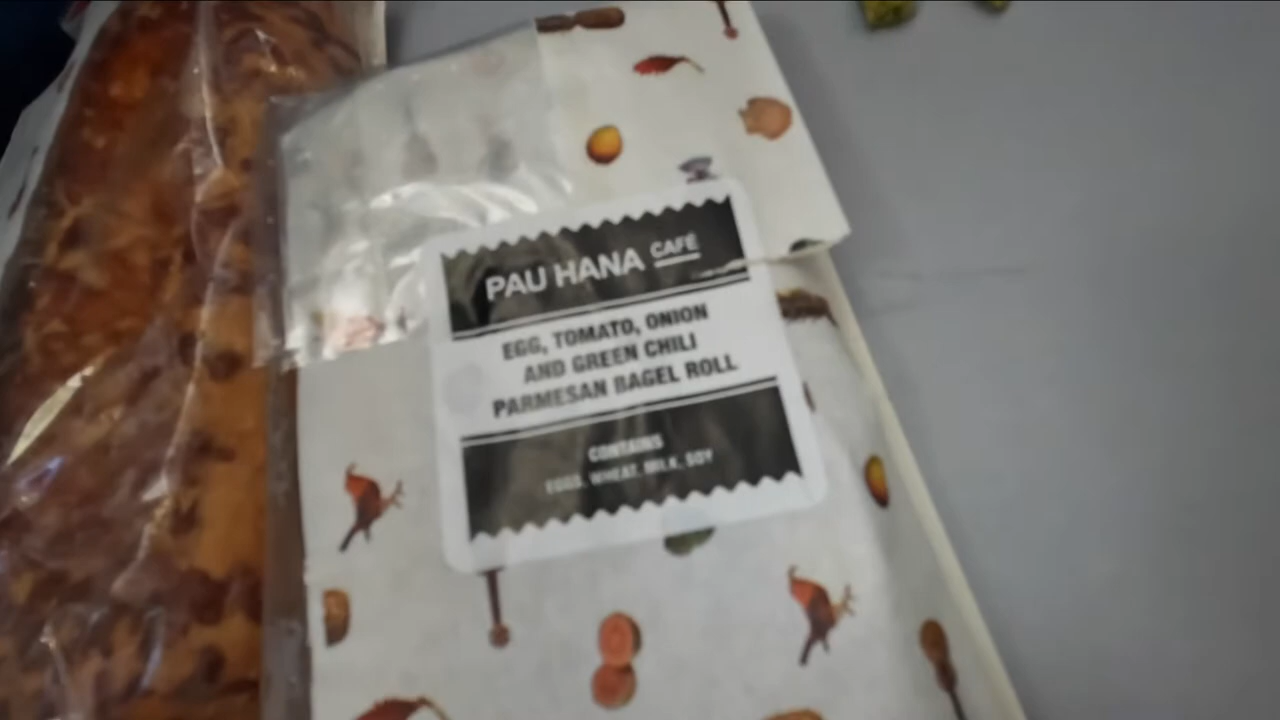 PAU HANA CAFÉ
EGG, TOMATO, ONION
AND GREEN CHILI
PARMESAN BAGEL ROLL
CONTAINS
EGGS, WHEAT, MILK, SOY